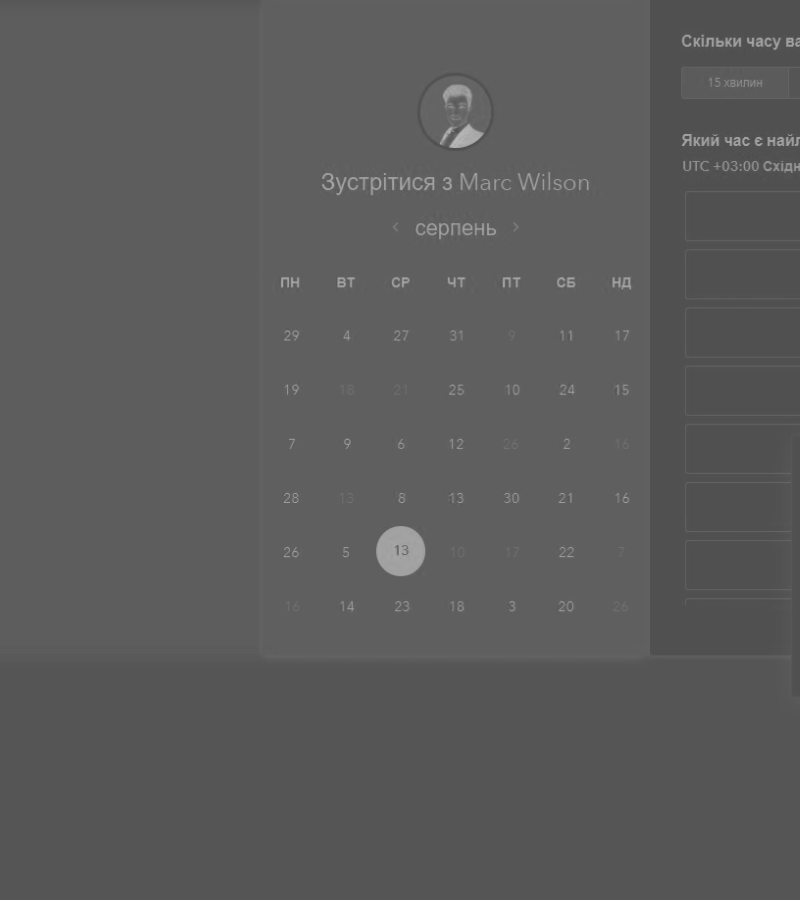 Скільки часу ва
15 хвилин
Який час є найл
UTC +03:00 Східн
Зустрітися з Marc Wilson
‹ серпень ›
ПН ВТ СР ЧТ ПТ СБ НД
29 4 27 31 9 11 17
19 18 21 25 10 24 15
7 9 6 12 26 2 16
28 13 8 13 30 21 16
26 5 13 10 17 22 7
16 14 23 18 3 20 26